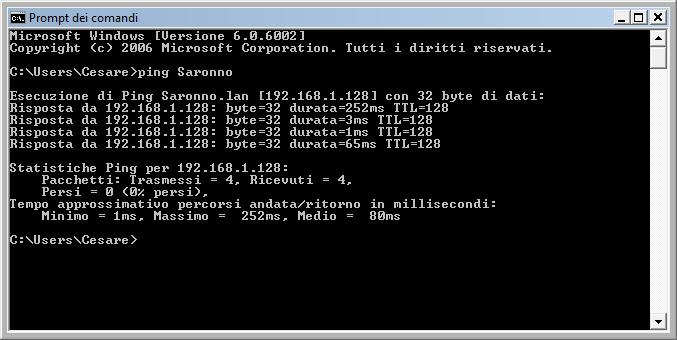 Prompt dei comandi
Microsoft Windows [Versione 6.0.6002]
Copyright (c) 2006 Microsoft Corporation. Tutti i diritti riservati.
C:\Users\Cesare>ping Saronno
Esecuzione di Ping Saronno.lan [192.168.1.128] con 32 byte di dati:
Risposta da 192.168.1.128: byte=32 durata=252ms TTL=128
Risposta da 192.168.1.128: byte=32 durata=3ms TTL=128
Risposta da 192.168.1.128: byte=32 durata=1ms TTL=128
Risposta da 192.168.1.128: byte=32 durata=65ms TTL=128
Statistiche Ping per 192.168.1.128:
    Pacchetti: Trasmessi = 4, Ricevuti = 4,
    Persi = 0 (0% persi),
Tempo approssimativo percorsi andata/ritorno in millisecondi:
    Minimo = 1ms, Massimo =  252ms, Medio =  80ms
C:\Users\Cesare>